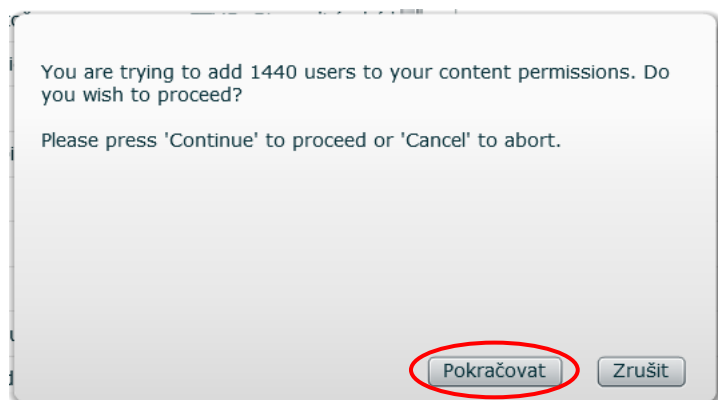 You are trying to add 1440 users to your content permissions. Do
you wish to proceed?
Please press 'Continue' to proceed or 'Cancel' to abort.
Pokračovat
Zrušit